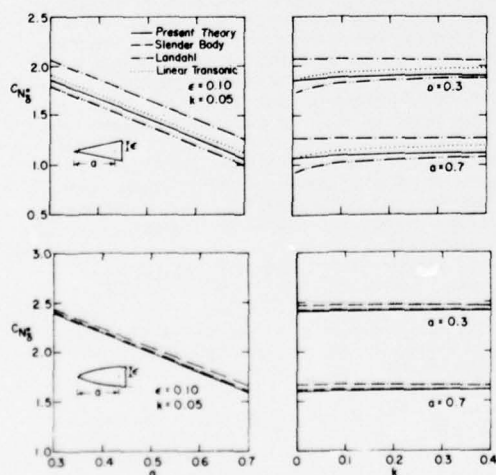 2.5
2.0
C_Nδ*
1.5
1.0
0.5
Present Theory
Slender Body
Landahl
Linear Transonic
ε = 0.10
k = 0.05
ε
a
a = 0.3
a = 0.7
3.0
2.5
C_Nδ*
2.0
1.5
1.0
ε
a
ε = 0.10
k = 0.05
0.3 0.4 0.5 0.6 0.7
a
a = 0.3
a = 0.7
0 0.1 0.2 0.3 0.4
k